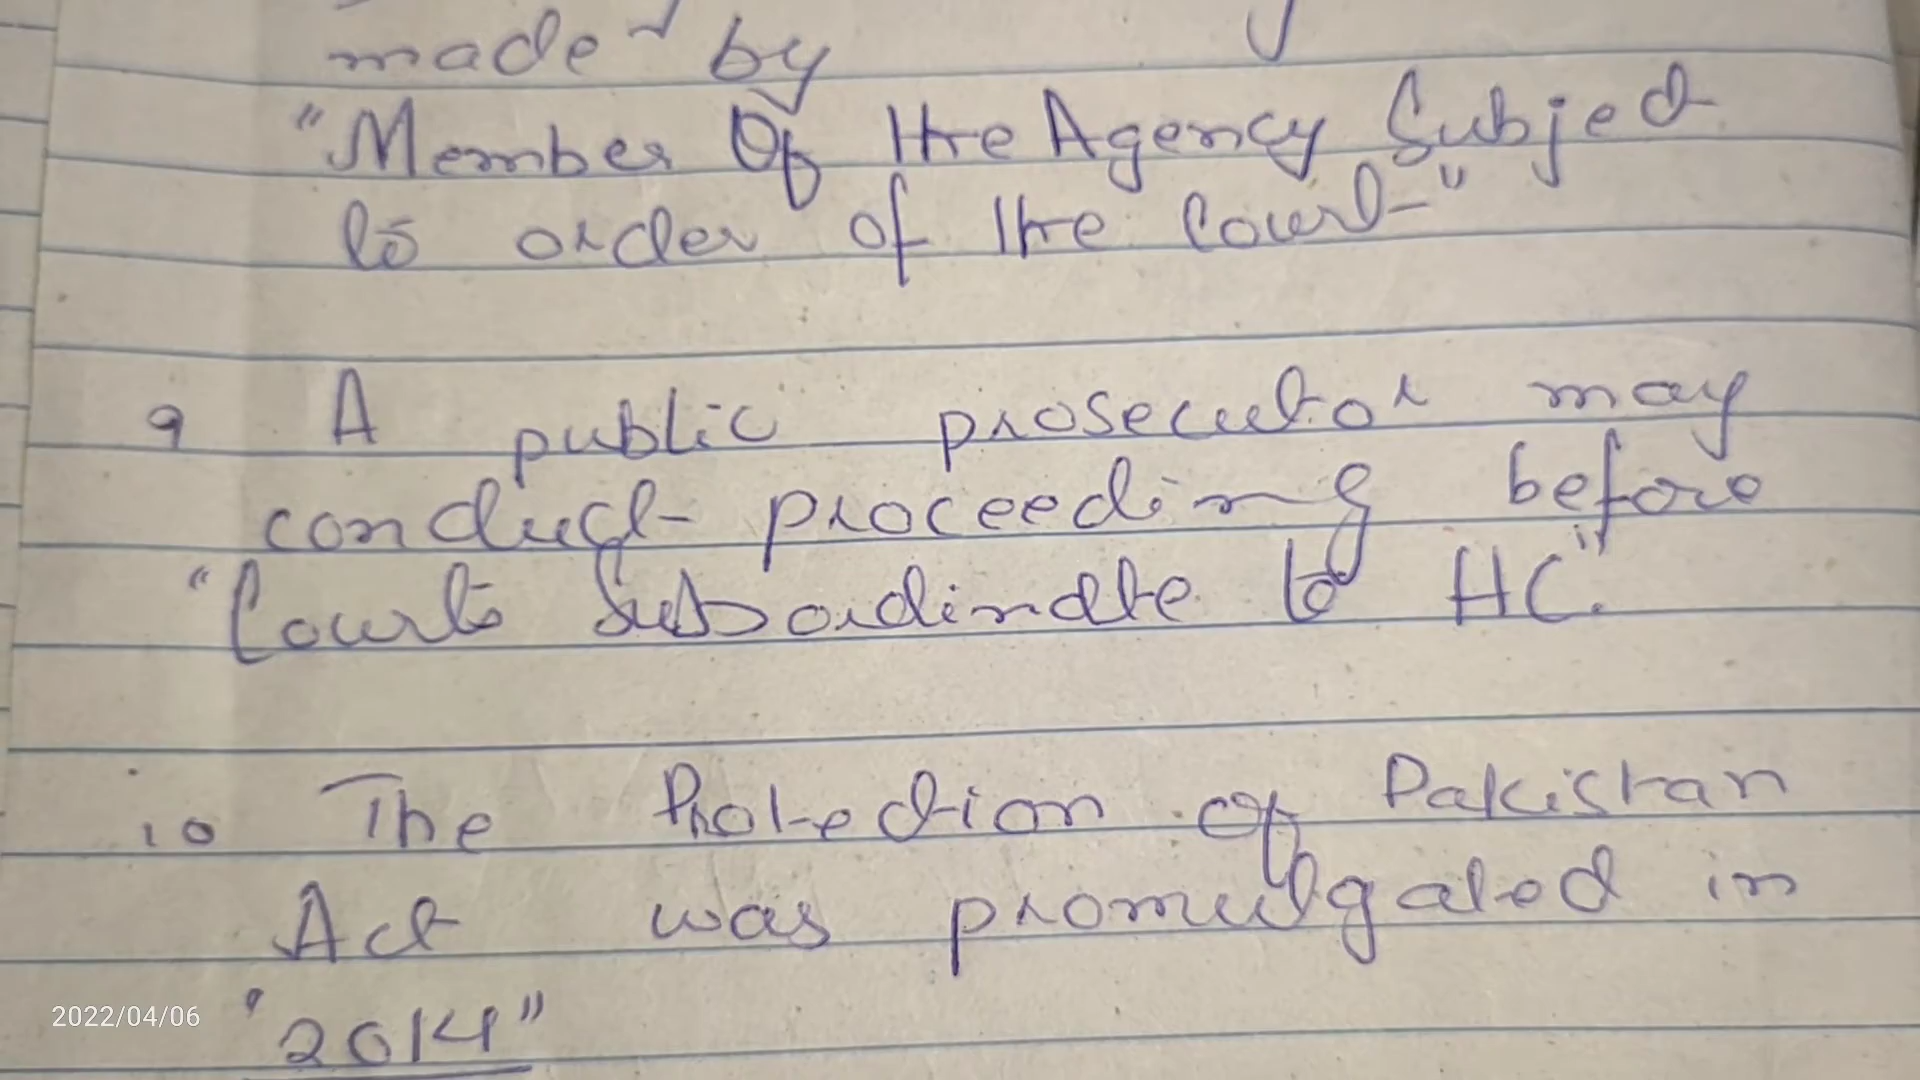 made by
"Member Of the Agency Subject
to order of the Court"
9 A public prosecutor may
conduct proceeding before
"Courts Subordinate to HC."
10 The Protection of Pakistan
Act was promulgated in
"2014"
2022/04/06